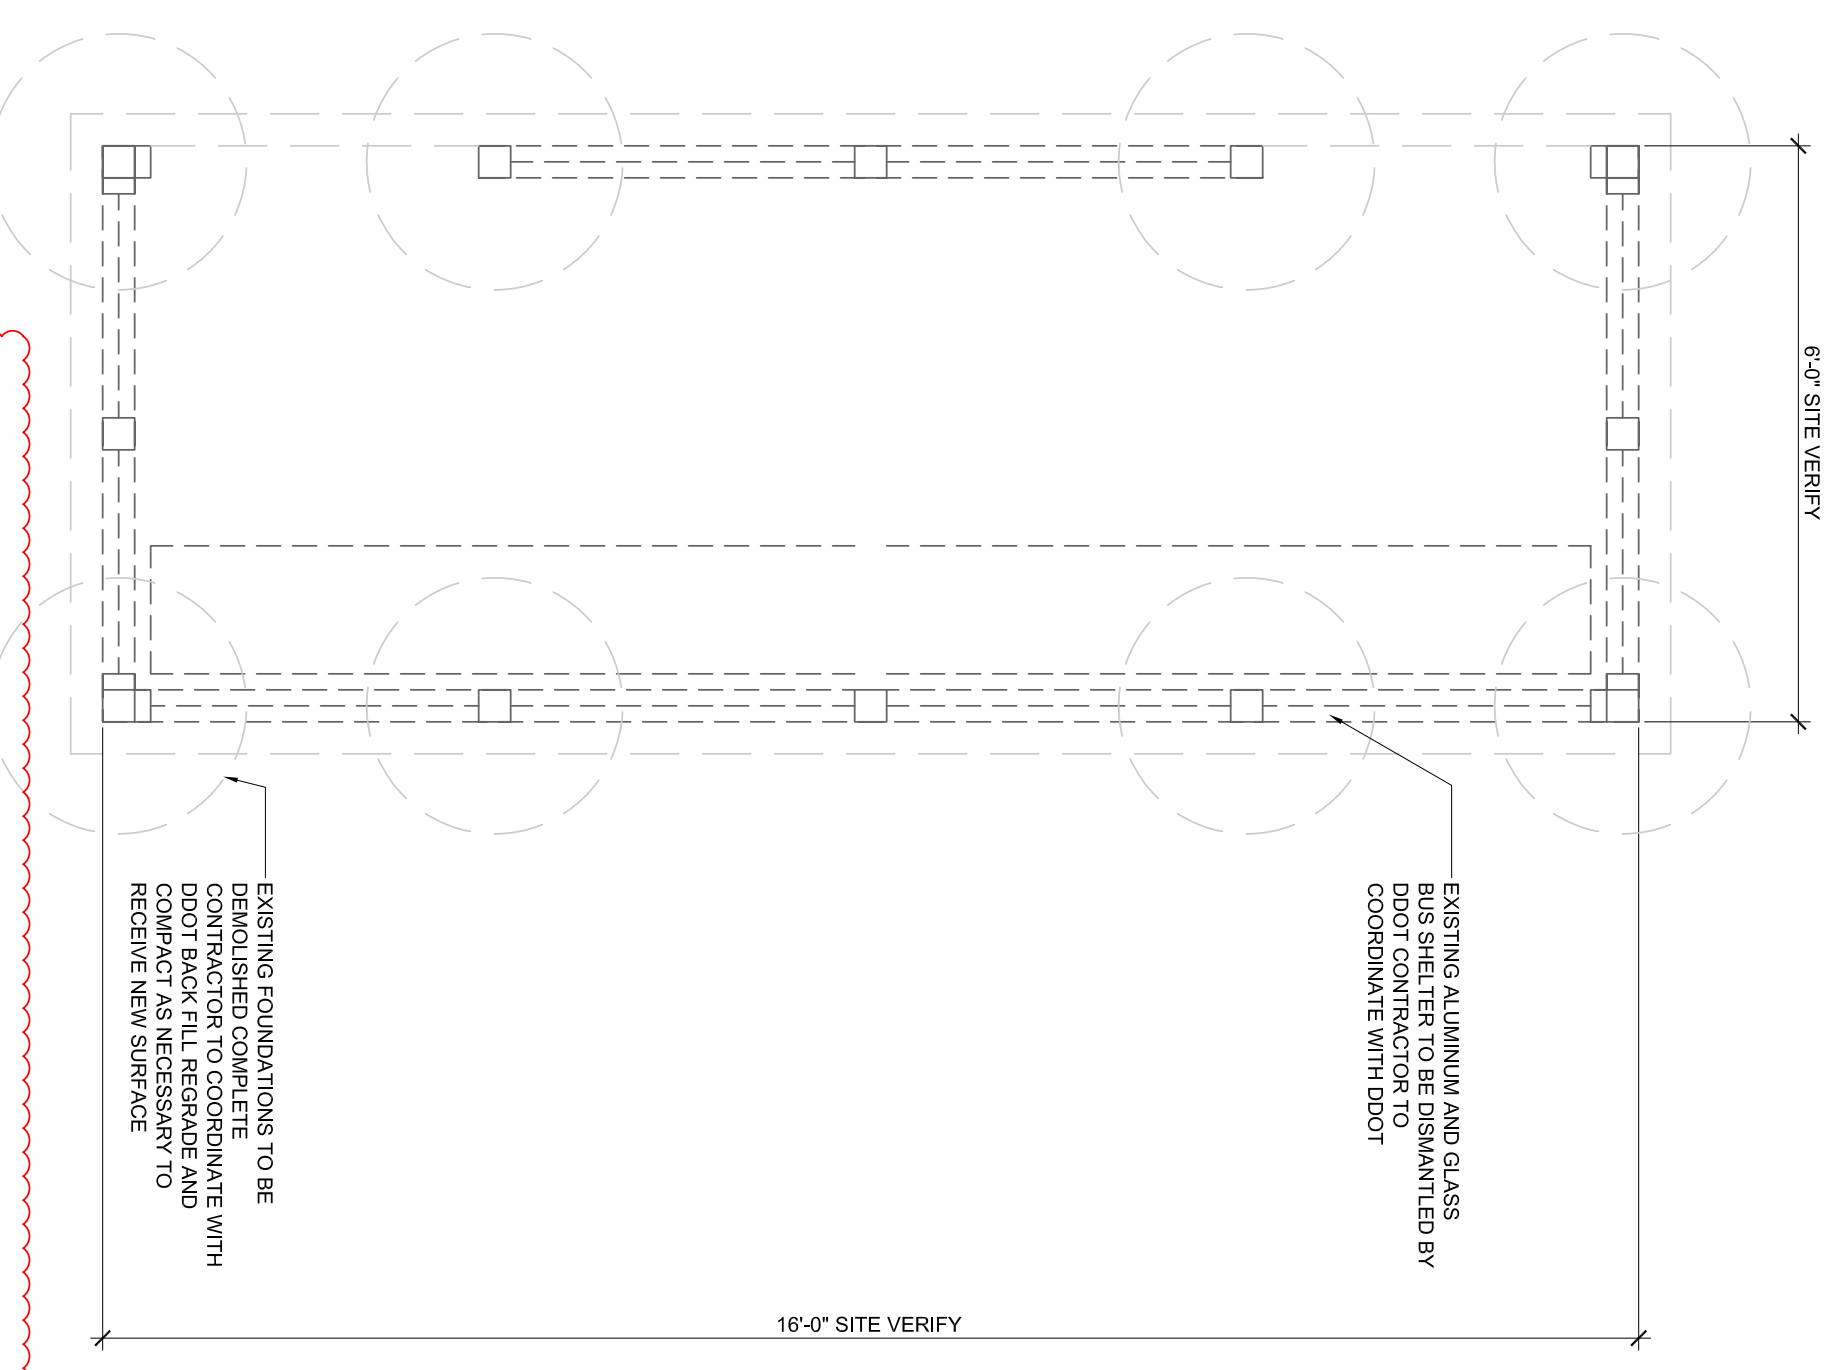 6'-0" SITE VERIFY
EXISTING ALUMINUM AND GLASS
BUS SHELTER TO BE DISMANTLED BY
DDOT CONTRACTOR TO
COORDINATE WITH DDOT
EXISTING FOUNDATIONS TO BE
DEMOLISHED COMPLETE
CONTRACTOR TO COORDINATE WITH
DDOT BACK FILL REGRADE AND
COMPACT AS NECESSARY TO
RECEIVE NEW SURFACE
16'-0" SITE VERIFY